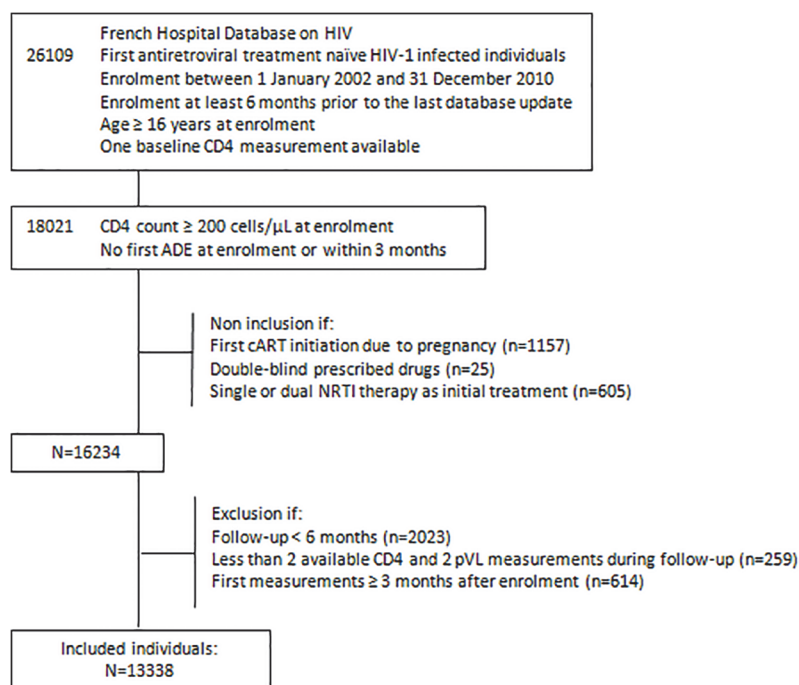 French Hospital Database on HIV
26109 First antiretroviral treatment naïve HIV-1 infected individuals
Enrolment between 1 January 2002 and 31 December 2010
Enrolment at least 6 months prior to the last database update
Age ≥ 16 years at enrolment
One baseline CD4 measurement available
18021 CD4 count ≥ 200 cells/µL at enrolment
No first ADE at enrolment or within 3 months
Non inclusion if:
First cART initiation due to pregnancy (n=1157)
Double-blind prescribed drugs (n=25)
Single or dual NRTI therapy as initial treatment (n=605)
N=16234
Exclusion if:
Follow-up < 6 months (n=2023)
Less than 2 available CD4 and 2 pVL measurements during follow-up (n=259)
First measurements ≥ 3 months after enrolment (n=614)
Included individuals:
N=13338